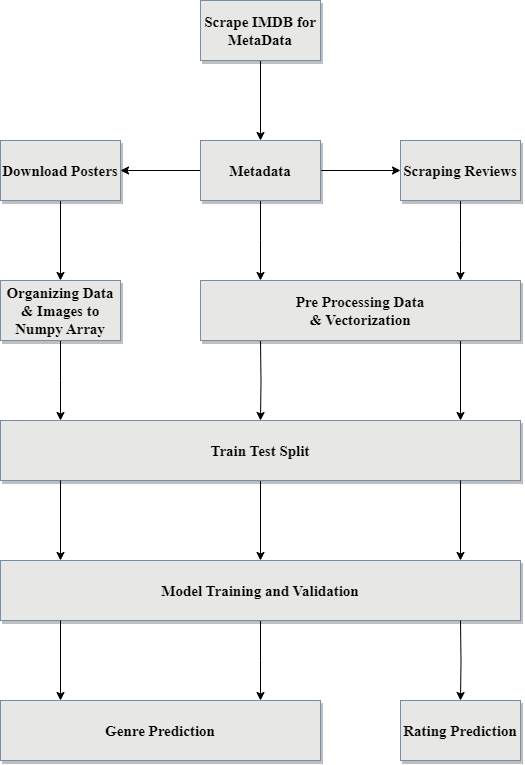 Scrape IMDB for
MetaData
Download Posters
Metadata
Scraping Reviews
Organizing Data
& Images to
Numpy Array
Pre Processing Data
& Vectorization
Train Test Split
Model Training and Validation
Genre Prediction
Rating Prediction